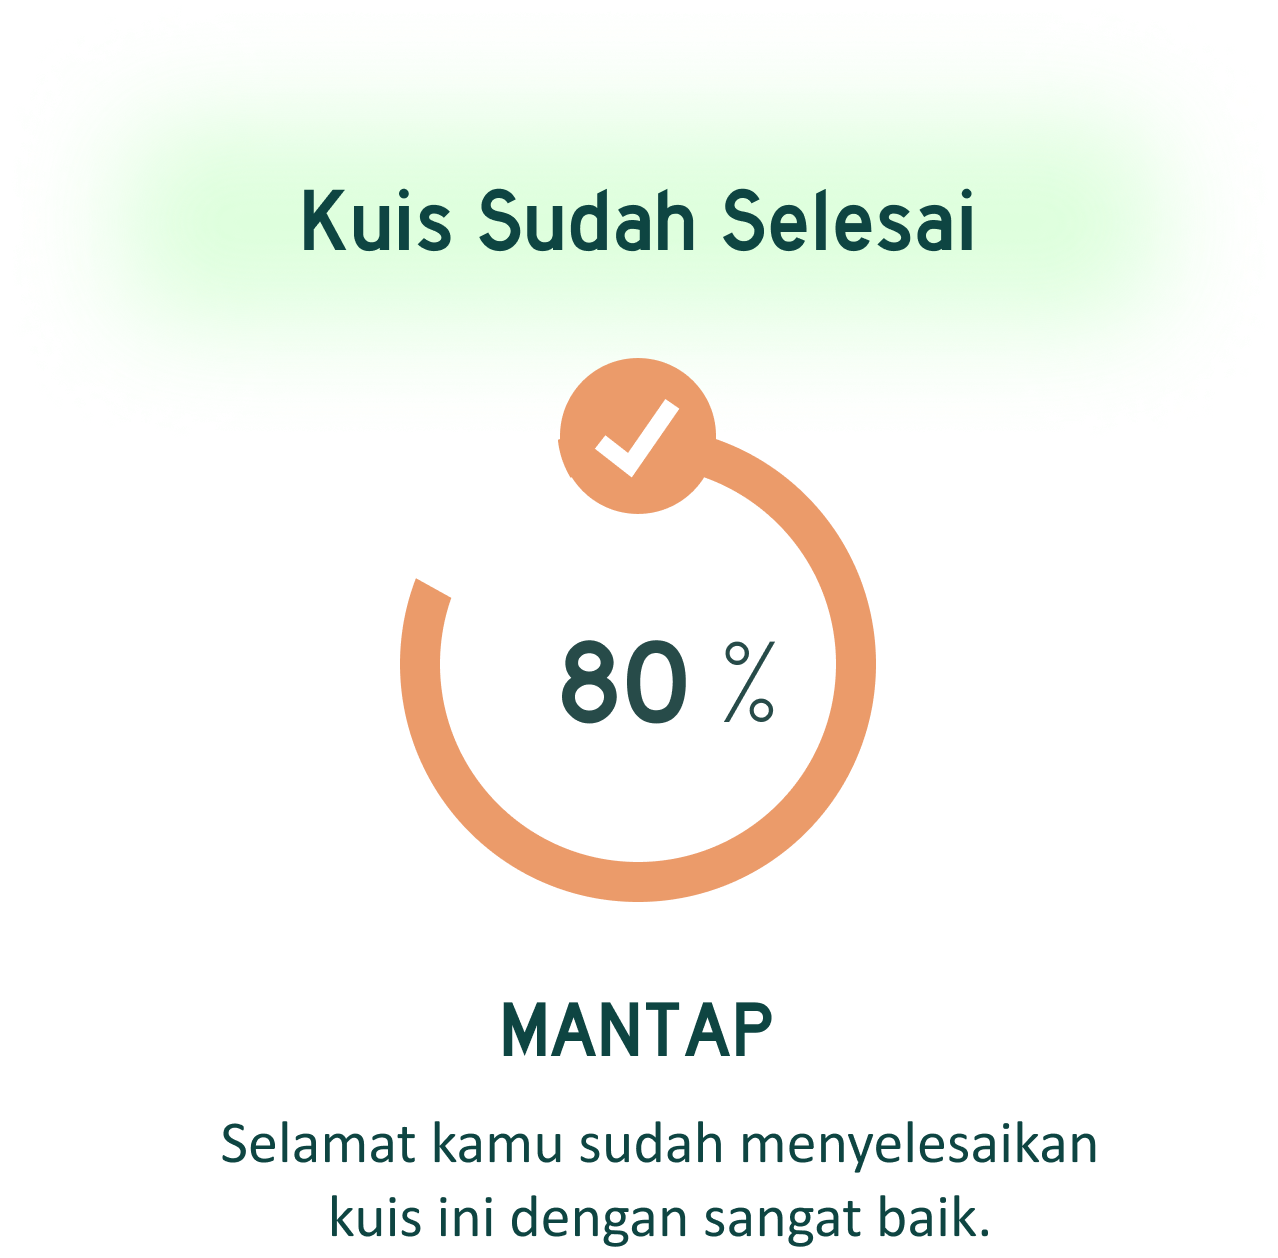 Kuis Sudah Selesai
80 %
MANTAP
Selamat kamu sudah menyelesaikan
kuis ini dengan sangat baik.